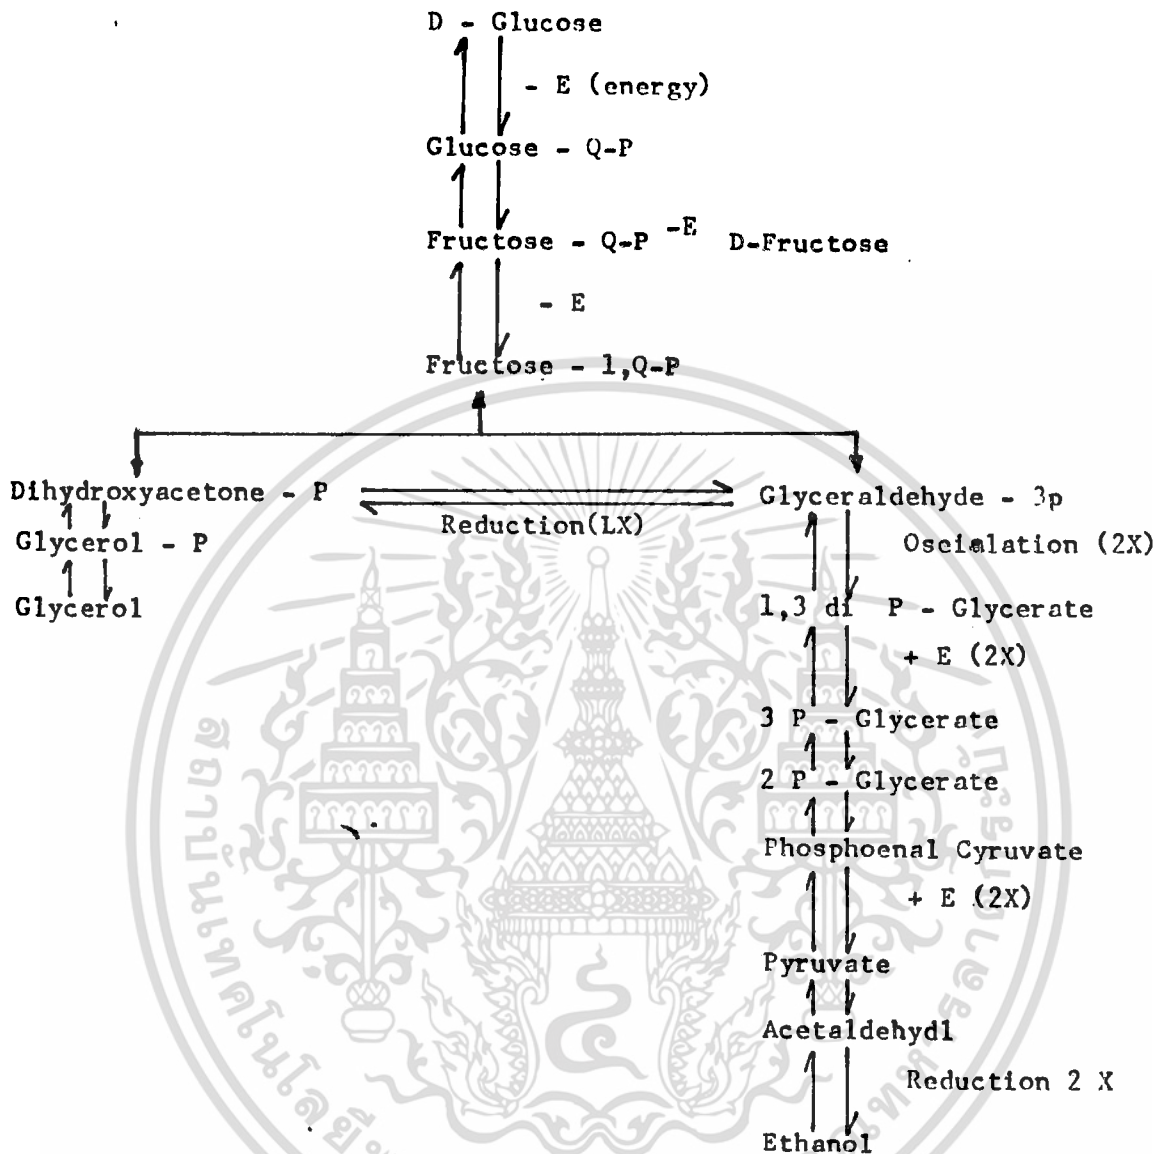 D - Glucose
- E (energy)
Glucose - Q-P
Fructose - Q-P -E D-Fructose
- E
Fructose - 1,Q-P
Dihydroxyacetone - P
Glyceraldehyde - 3p
Reduction(LX)
Oscialation (2X)
Glycerol - P
Glycerol
1,3 di P - Glycerate
+ E (2X)
3 P - Glycerate
2 P - Glycerate
Phosphoenal Cyruvate
+ E (2X)
Pyruvate
Acetaldehydl
Reduction 2 X
Ethanol